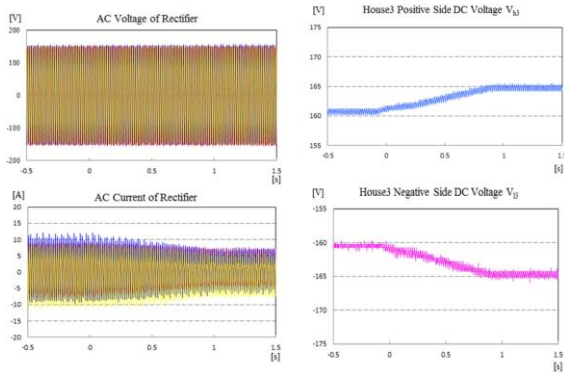 AC Voltage of Rectifier
[V]
200
100
0
-100
-200
-0.5 0 0.5 1 1.5
[s]
House3 Positive Side DC Voltage Vh3
[V]
175
170
165
160
155
-0.5 0 0.5 1 1.5
[s]
AC Current of Rectifier
[A]
20
15
10
5
0
-5
-10
-15
-20
-0.5 0 0.5 1 1.5
[s]
House3 Negative Side DC Voltage Vl3
[V]
-155
-160
-165
-170
-175
-0.5 0 0.5 1 1.5
[s]